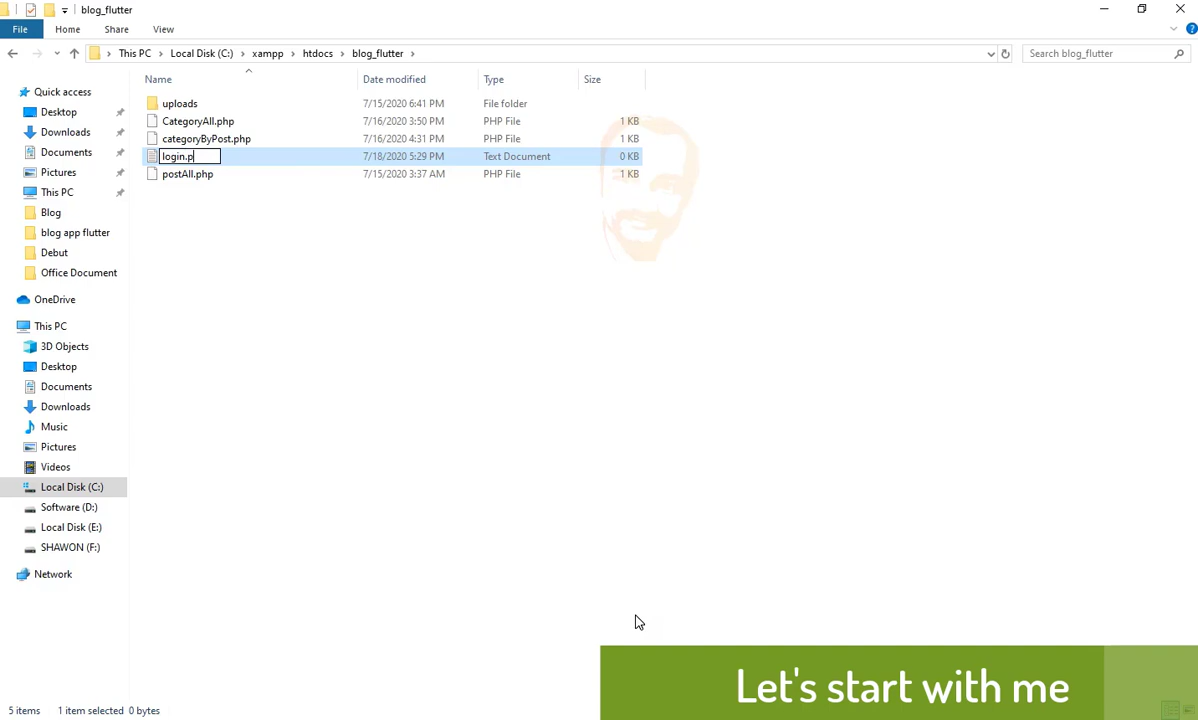 blog_flutter
File Home Share View
This PC Local Disk (C:) xampp htdocs blog_flutter Search blog_flutter
Name Date modified Type Size
Quick access
Desktop
Downloads
Documents
Pictures
This PC
Blog
blog app flutter
Debut
Office Document
OneDrive
This PC
3D Objects
Desktop
Documents
Downloads
Music
Pictures
Videos
Local Disk (C:)
Software (D:)
Local Disk (E:)
SHAWON (F:)
Network
uploads 7/15/2020 6:41 PM File folder
CategoryAll.php 7/16/2020 3:50 PM PHP File 1 KB
categoryByPost.php 7/16/2020 4:31 PM PHP File 1 KB
login.p 7/18/2020 5:29 PM Text Document 0 KB
postAll.php 7/15/2020 3:37 AM PHP File 1 KB
Let's start with me
5 items 1 item selected 0 bytes